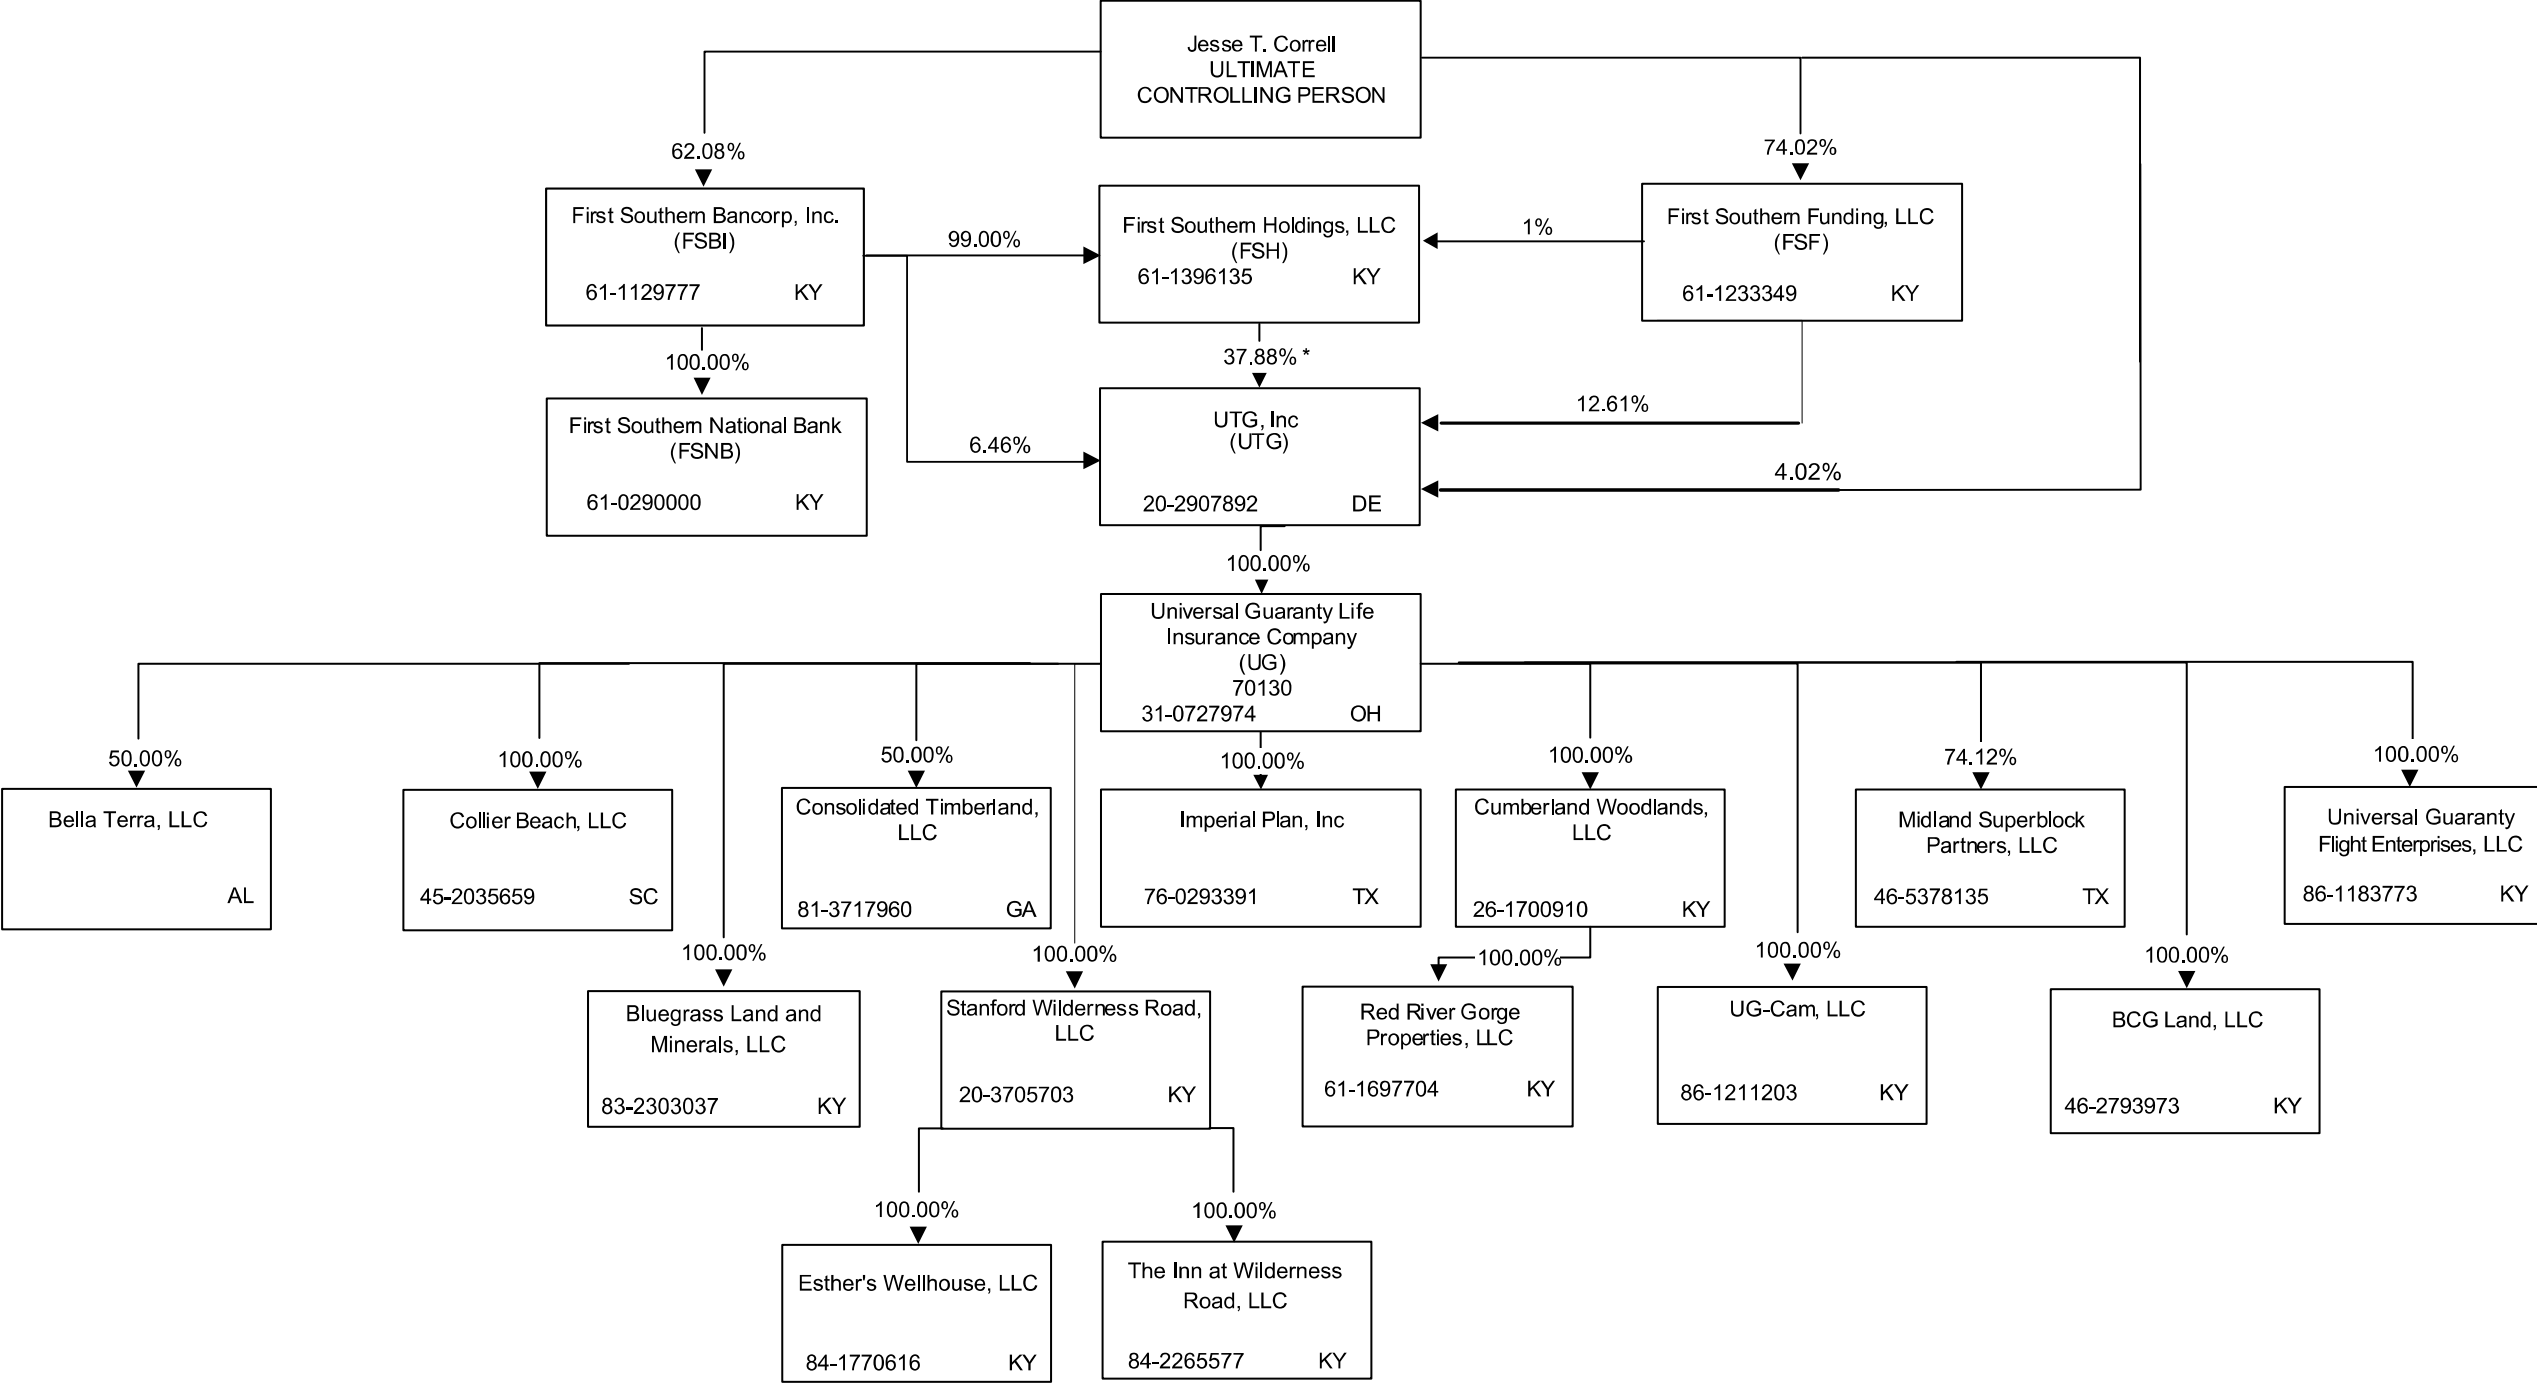 Jesse T. Correll
ULTIMATE
CONTROLLING PERSON
62.08%
74.02%
First Southern Bancorp, Inc.
(FSBI)
61-1129777 KY
99.00%
First Southern Holdings, LLC
(FSH)
61-1396135 KY
1%
First Southern Funding, LLC
(FSF)
61-1233349 KY
100.00%
37.88% *
First Southern National Bank
(FSNB)
61-0290000 KY
6.46%
UTG, Inc
(UTG)
20-2907892 DE
12.61%
4.02%
100.00%
Universal Guaranty Life
Insurance Company
(UG)
70130
31-0727974 OH
50.00%
100.00%
50.00%
100.00%
100.00%
74.12%
100.00%
Bella Terra, LLC
AL
Collier Beach, LLC
45-2035659 SC
Consolidated Timberland,
LLC
81-3717960 GA
Imperial Plan, Inc
76-0293391 TX
Cumberland Woodlands,
LLC
26-1700910 KY
Midland Superblock
Partners, LLC
46-5378135 TX
Universal Guaranty
Flight Enterprises, LLC
86-1183773 KY
100.00%
100.00%
100.00%
100.00%
100.00%
Bluegrass Land and
Minerals, LLC
83-2303037 KY
Stanford Wilderness Road,
LLC
20-3705703 KY
Red River Gorge
Properties, LLC
61-1697704 KY
UG-Cam, LLC
86-1211203 KY
BCG Land, LLC
46-2793973 KY
100.00%
100.00%
Esther's Wellhouse, LLC
84-1770616 KY
The Inn at Wilderness
Road, LLC
84-2265577 KY